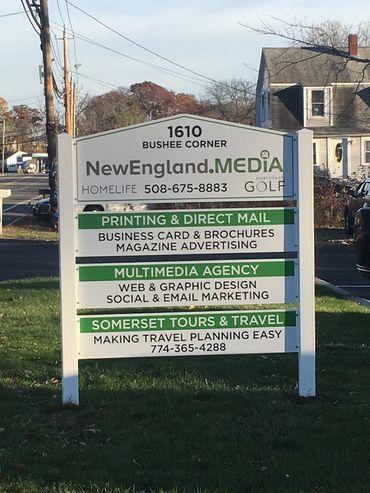 1610
BUSHEE CORNER
NewEngland.MEDiA
HOMELIFE 508-675-8883 NORTHEAST GOLF
PRINTING & DIRECT MAIL
BUSINESS CARD & BROCHURES
MAGAZINE ADVERTISING
MULTIMEDIA AGENCY
WEB & GRAPHIC DESIGN
SOCIAL & EMAIL MARKETING
SOMERSET TOURS & TRAVEL
MAKING TRAVEL PLANNING EASY
774-365-4288